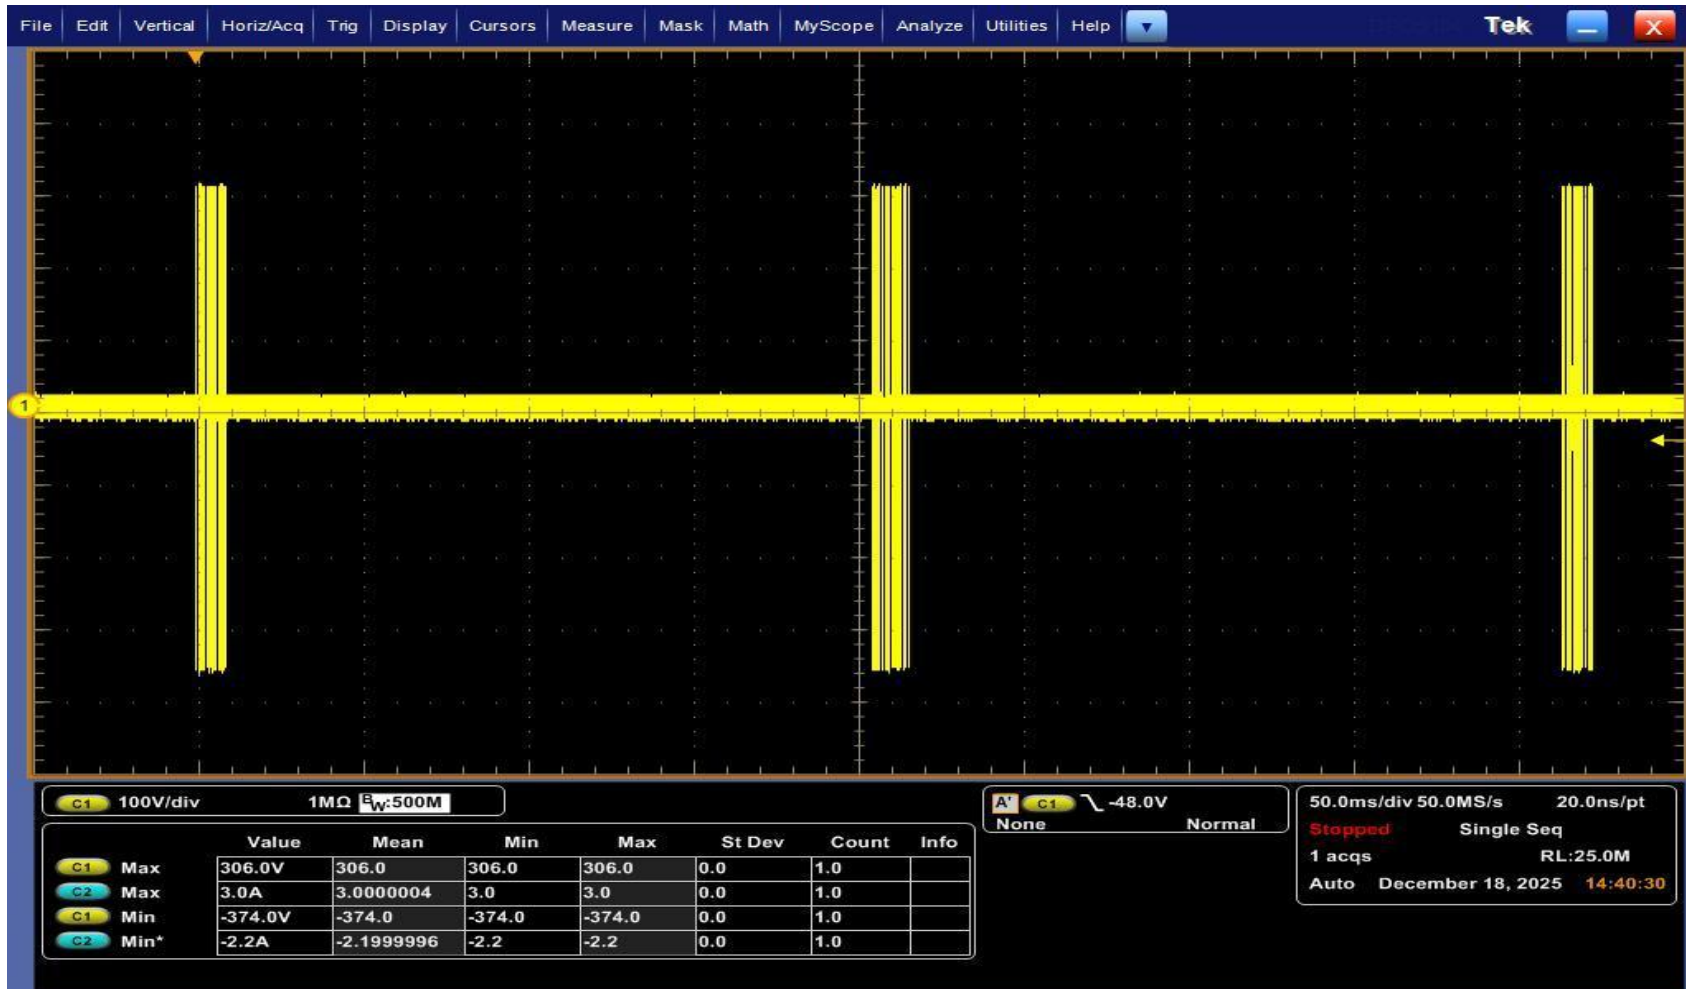 File Edit Vertical Horiz/Acq Trig Display Cursors Measure Mask Math MyScope Analyze Utilities Help Tek X
1
C1 100V/div 1MΩ BW:500M
A' C1 -48.0V
None Normal
50.0ms/div 50.0MS/s 20.0ns/pt
Stopped Single Seq
1 acqs RL:25.0M
Auto December 18, 2025 14:40:30
Value Mean Min Max St Dev Count Info
C1 Max 306.0V 306.0 306.0 306.0 0.0 1.0
C2 Max 3.0A 3.0000004 3.0 3.0 0.0 1.0
C1 Min -374.0V -374.0 -374.0 -374.0 0.0 1.0
C2 Min* -2.2A -2.1999996 -2.2 -2.2 0.0 1.0